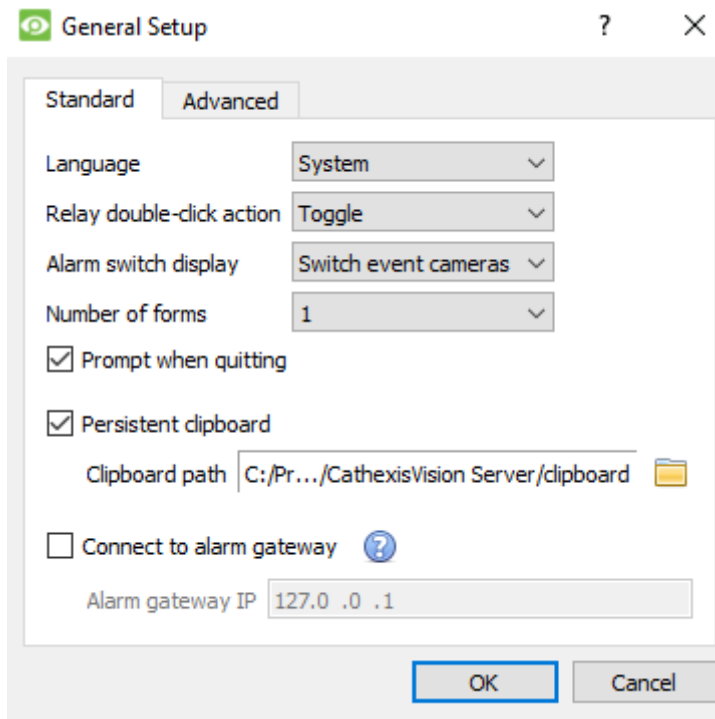 General Setup ?
Standard Advanced
Language System
Relay double-click action Toggle
Alarm switch display Switch event cameras
Number of forms 1
Prompt when quitting
Persistent clipboard
Clipboard path C:/Pr.../CathexisVision Server/clipboard
Connect to alarm gateway ?
Alarm gateway IP 127.0 .0 .1
OK Cancel